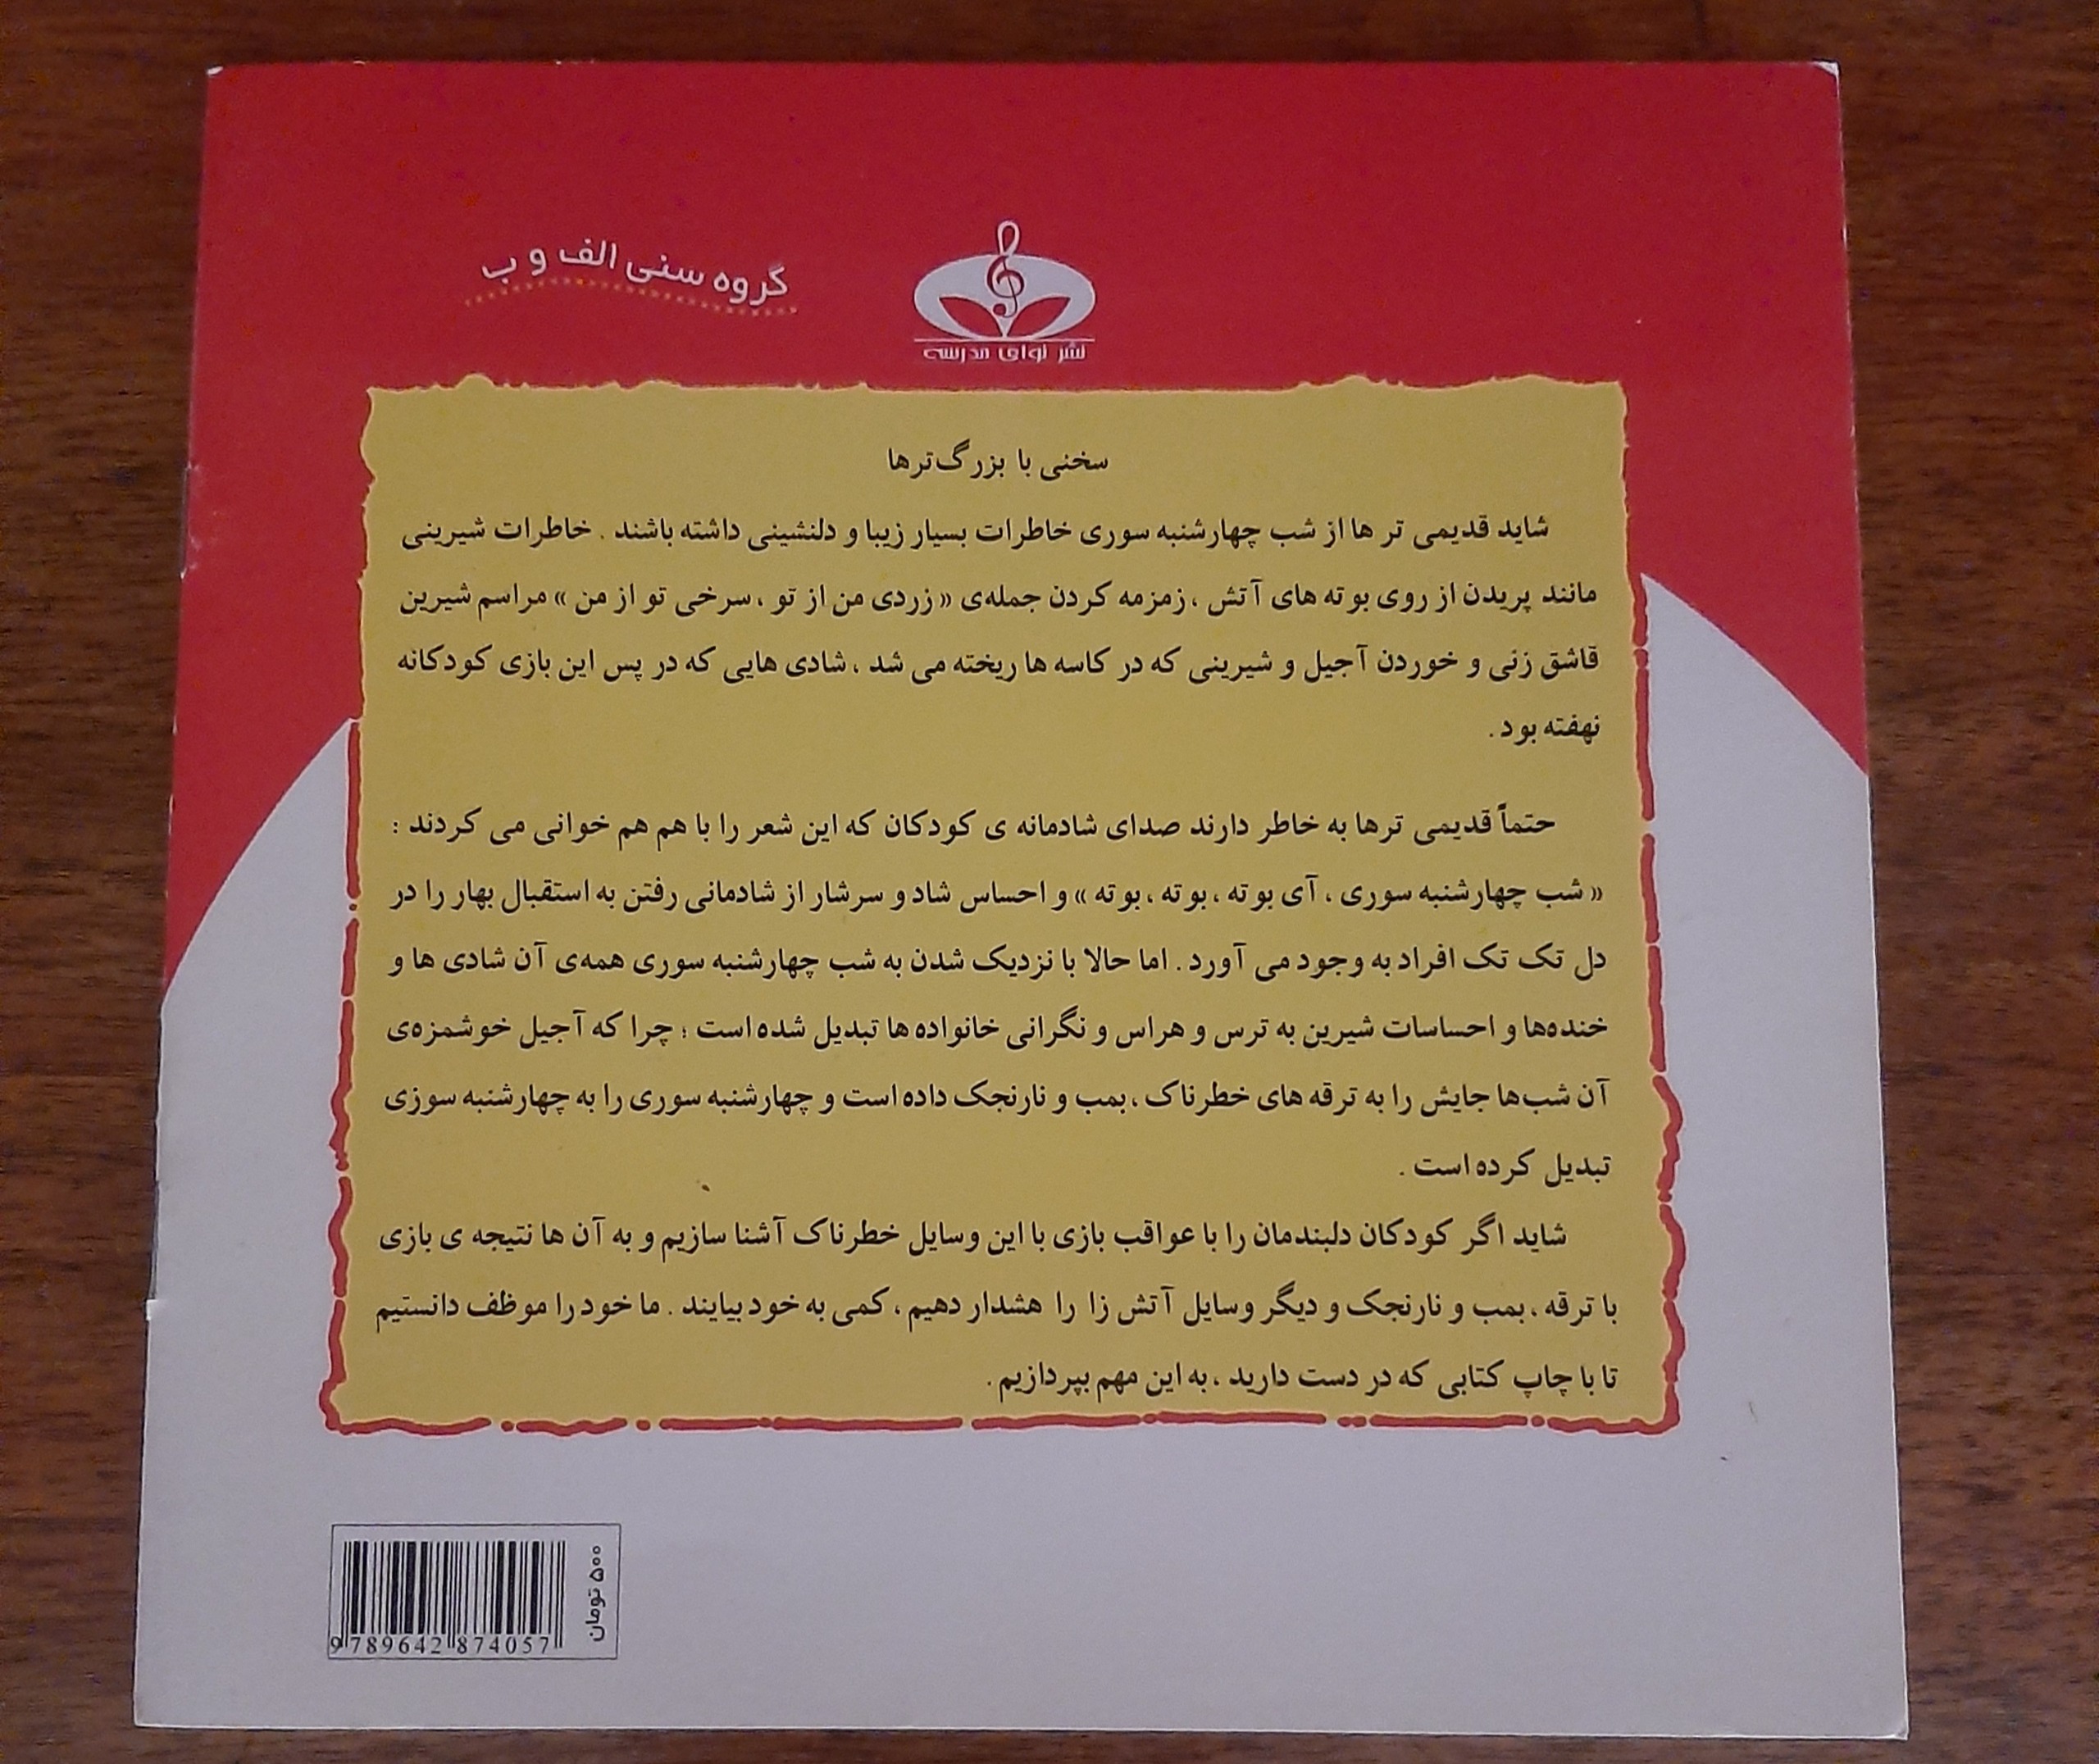 گروه سنی الف و ب
نشر نوای مدرسه
سخنی با بزرگ‌ترها
شاید قدیمی تر ها از شب چهارشنبه سوری خاطرات بسیار زیبا و دلنشینی داشته باشند . خاطرات شیرینی
مانند پریدن از روی بوته های آتش ، زمزمه کردن جمله‌ی « زردی من از تو ، سرخی تو از من » مراسم شیرین
قاشق زنی و خوردن آجیل و شیرینی که در کاسه ها ریخته می شد ، شادی هایی که در پس این بازی کودکانه
نهفته بود .
حتماً قدیمی ترها به خاطر دارند صدای شادمانه ی کودکان که این شعر را با هم هم خوانی می کردند :
« شب چهارشنبه سوری ، آی بوته ، بوته ، بوته » و احساس شاد و سرشار از شادمانی رفتن به استقبال بهار را در
دل تک تک افراد به وجود می آورد . اما حالا با نزدیک شدن به شب چهارشنبه سوری همه‌ی آن شادی ها و
خنده‌ها و احساسات شیرین به ترس و هراس و نگرانی خانواده ها تبدیل شده است ؛ چرا که آجیل خوشمزه‌ی
آن شب‌ها جایش را به ترقه های خطرناک ، بمب و نارنجک داده است و چهارشنبه سوری را به چهارشنبه سوزی
تبدیل کرده است .
شاید اگر کودکان دلبندمان را با عواقب بازی با این وسایل خطرناک آشنا سازیم و به آن ها نتیجه ی بازی
با ترقه ، بمب و نارنجک و دیگر وسایل آتش زا را هشدار دهیم ، کمی به خود بیایند . ما خود را موظف دانستیم
تا با چاپ کتابی که در دست دارید ، به این مهم بپردازیم .
۵۰۰ تومان
9 789642 874057